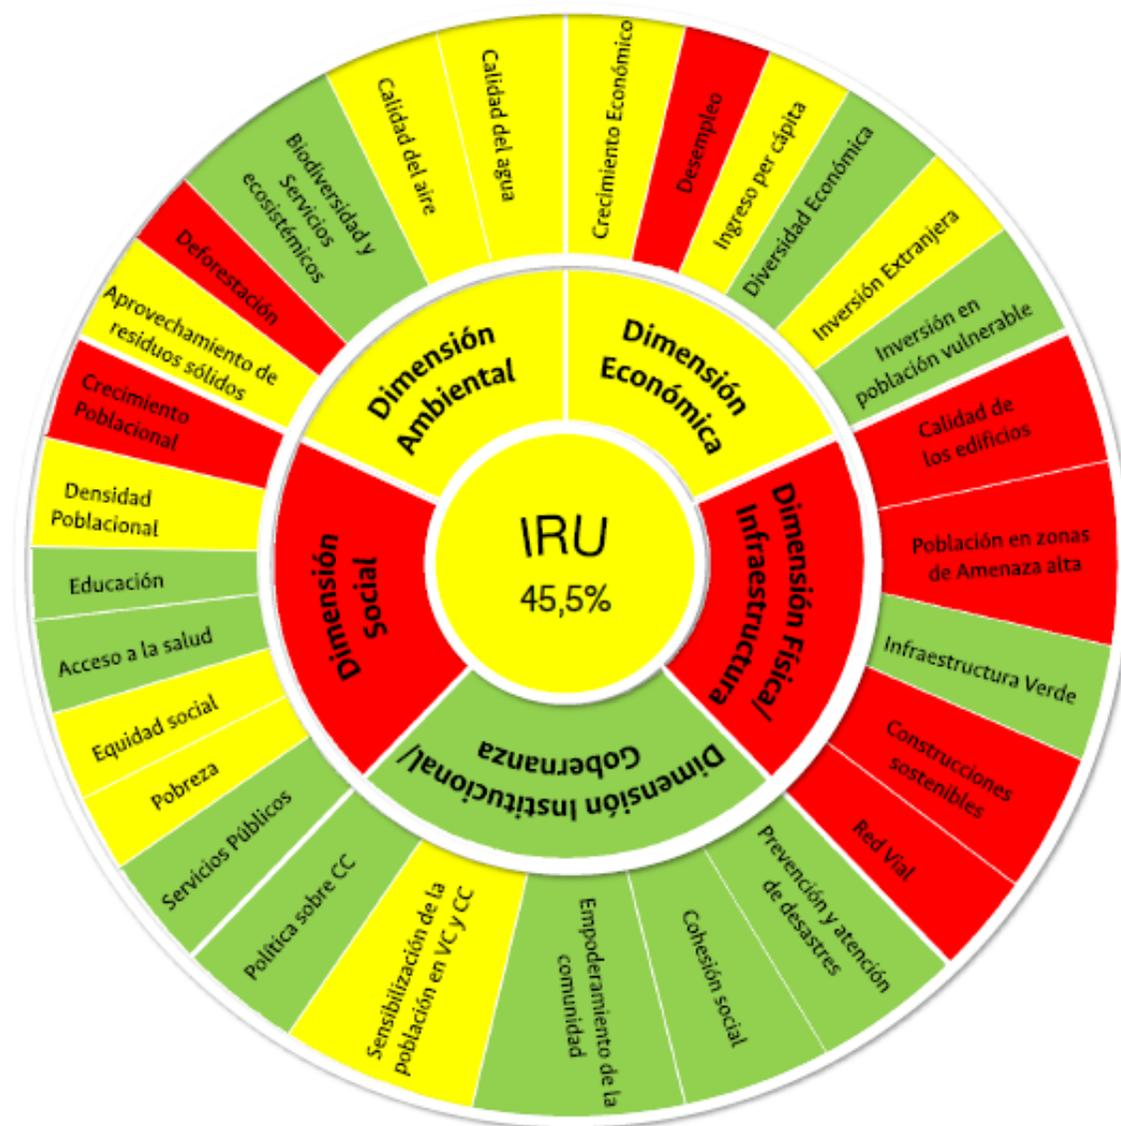 IRU
45,5%
Dimensión
Económica
Crecimiento Económico
Desempleo
Ingreso per cápita
Diversidad Económica
Inversión Extranjera
Inversión en
población vulnerable
Dimensión Física/
Infraestructura
Calidad de
los edificios
Población en zonas
de Amenaza alta
Infraestructura Verde
Construcciones
sostenibles
Red Vial
Dimensión Institucional/
Gobernanza
Prevención y atención
de desastres
Cohesión social
Empoderamiento de la
comunidad
Sensibilización de la
población en VC y CC
Política sobre CC
Dimensión
Social
Servicios Públicos
Pobreza
Equidad social
Acceso a la salud
Educación
Densidad
Poblacional
Crecimiento
Poblacional
Dimensión
Ambiental
Aprovechamiento de
residuos sólidos
Deforestación
Biodiversidad y
Servicios
ecosistémicos
Calidad del aire
Calidad del agua